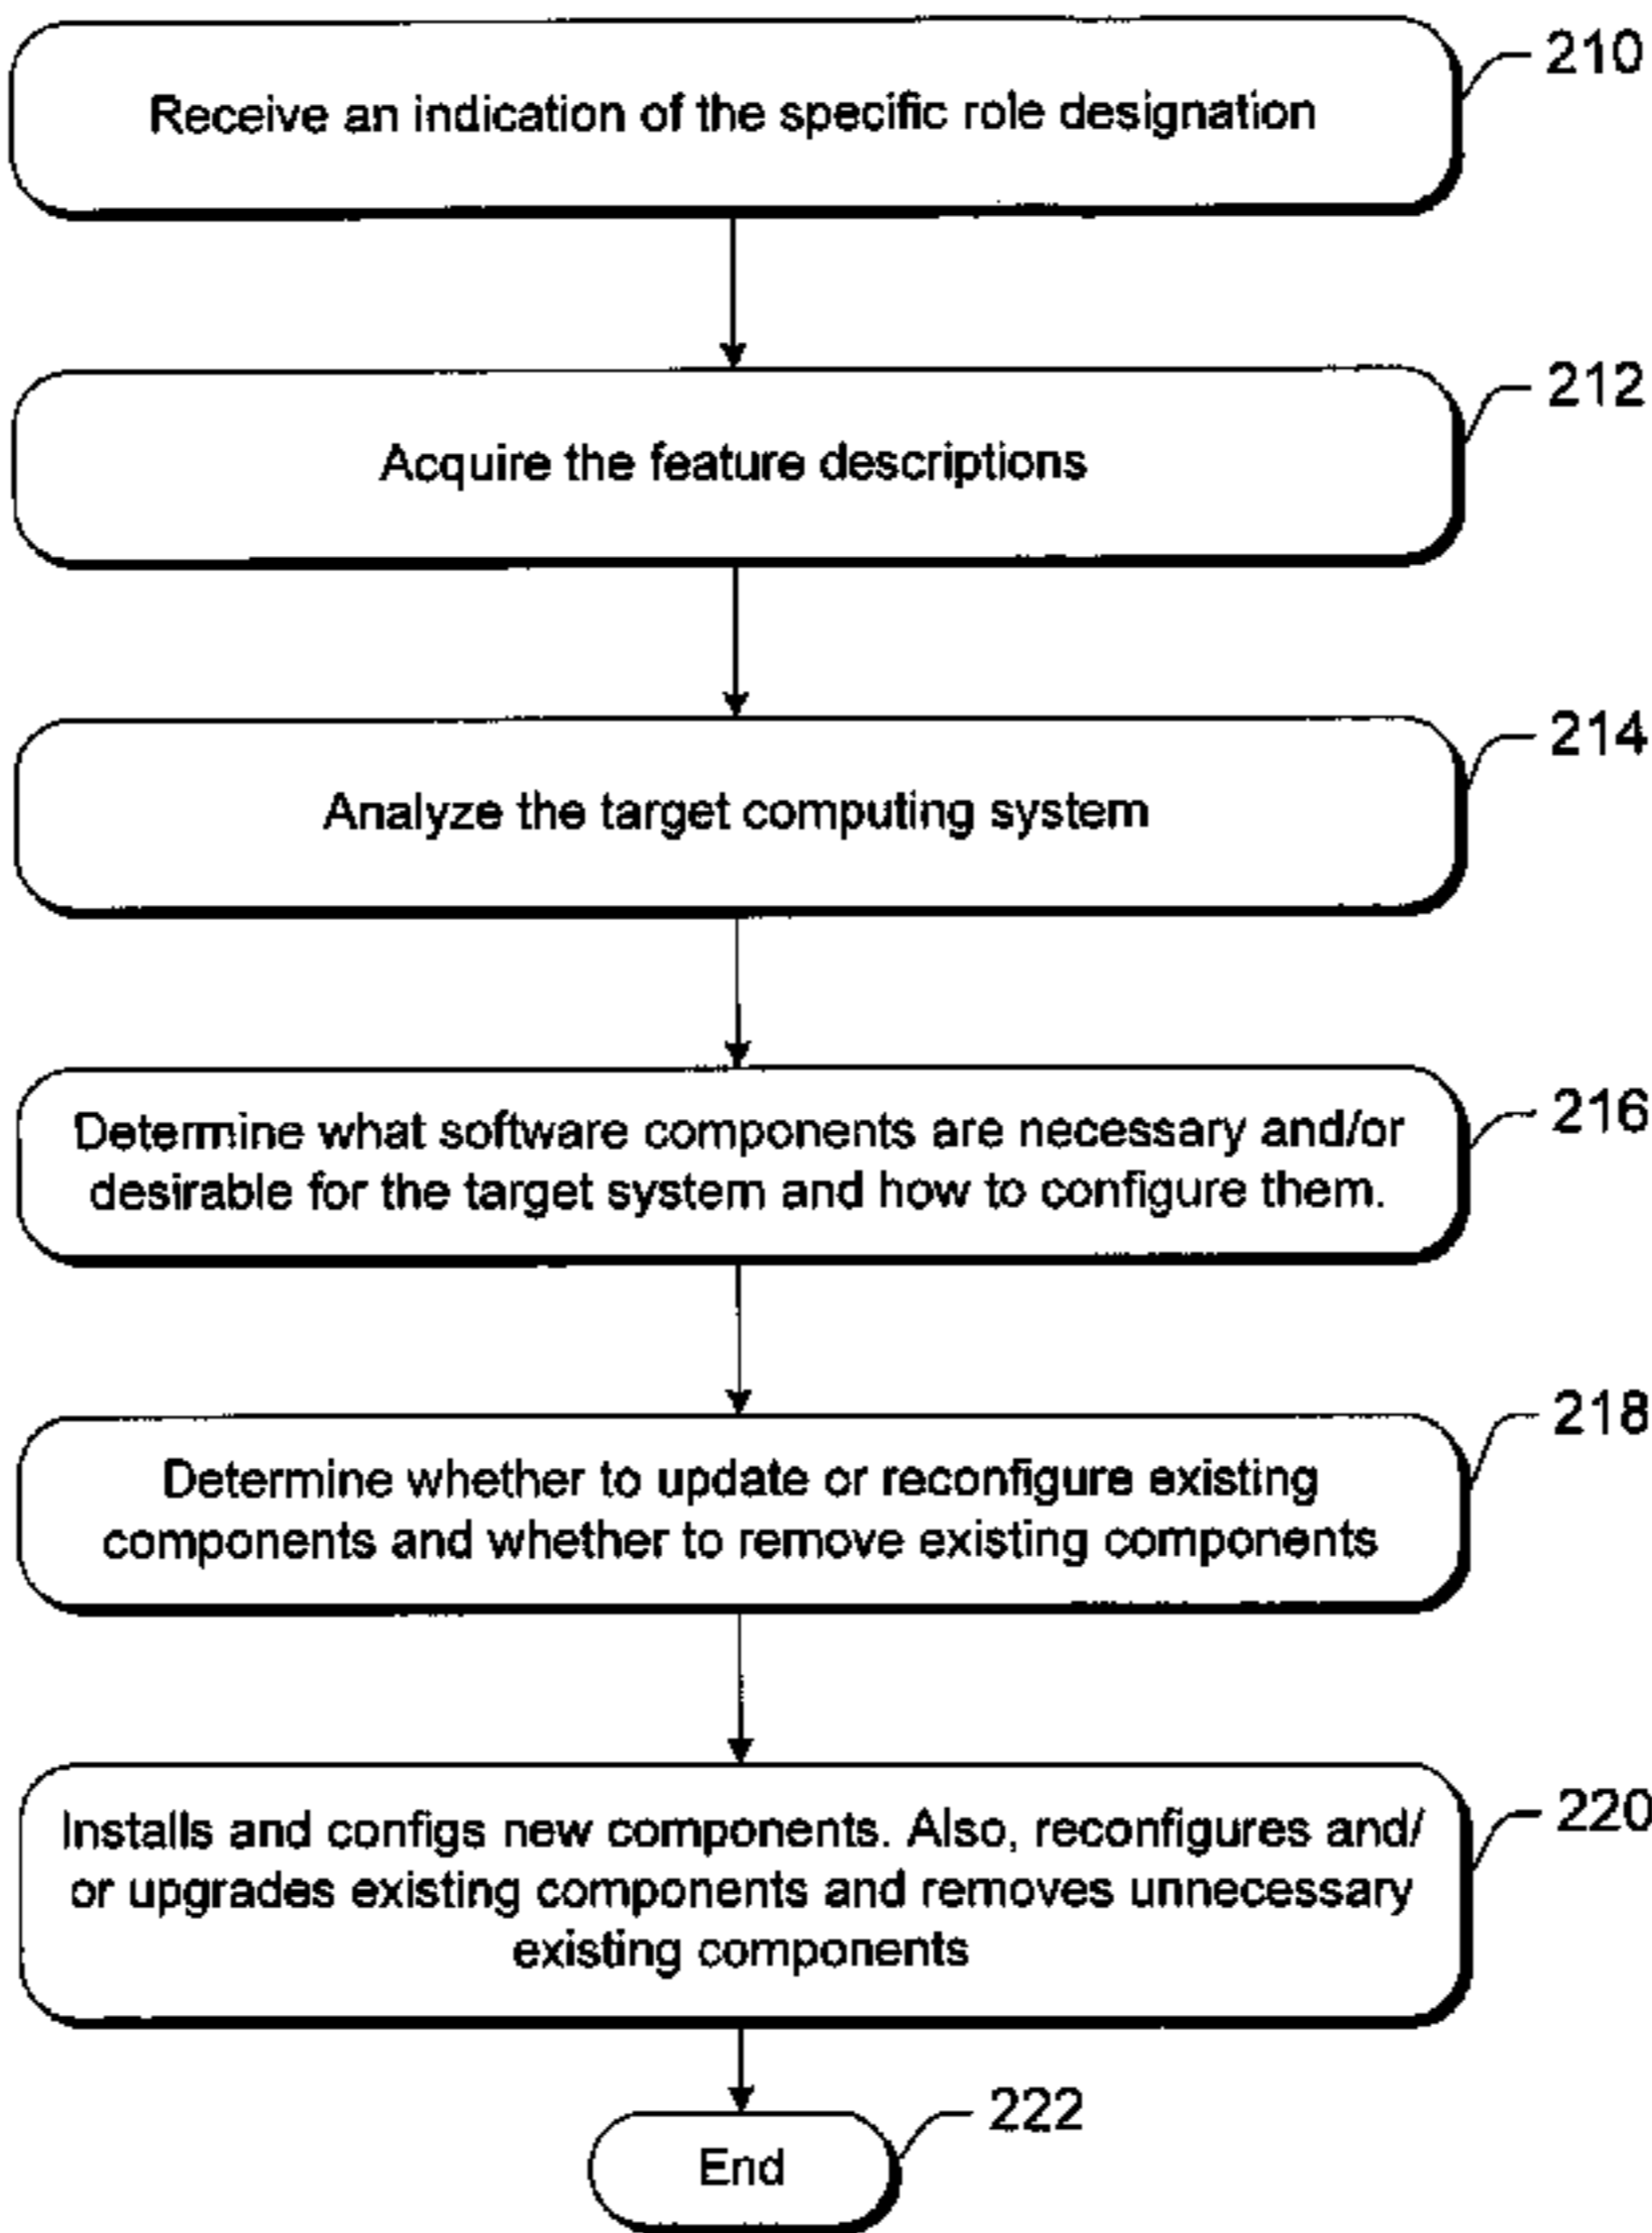 210
Receive an indication of the specific role designation
212
Acquire the feature descriptions
214
Analyze the target computing system
216
Determine what software components are necessary and/or
desirable for the target system and how to configure them.
218
Determine whether to update or reconfigure existing
components and whether to remove existing components
220
Installs and configs new components. Also, reconfigures and/
or upgrades existing components and removes unnecessary
existing components
222
End